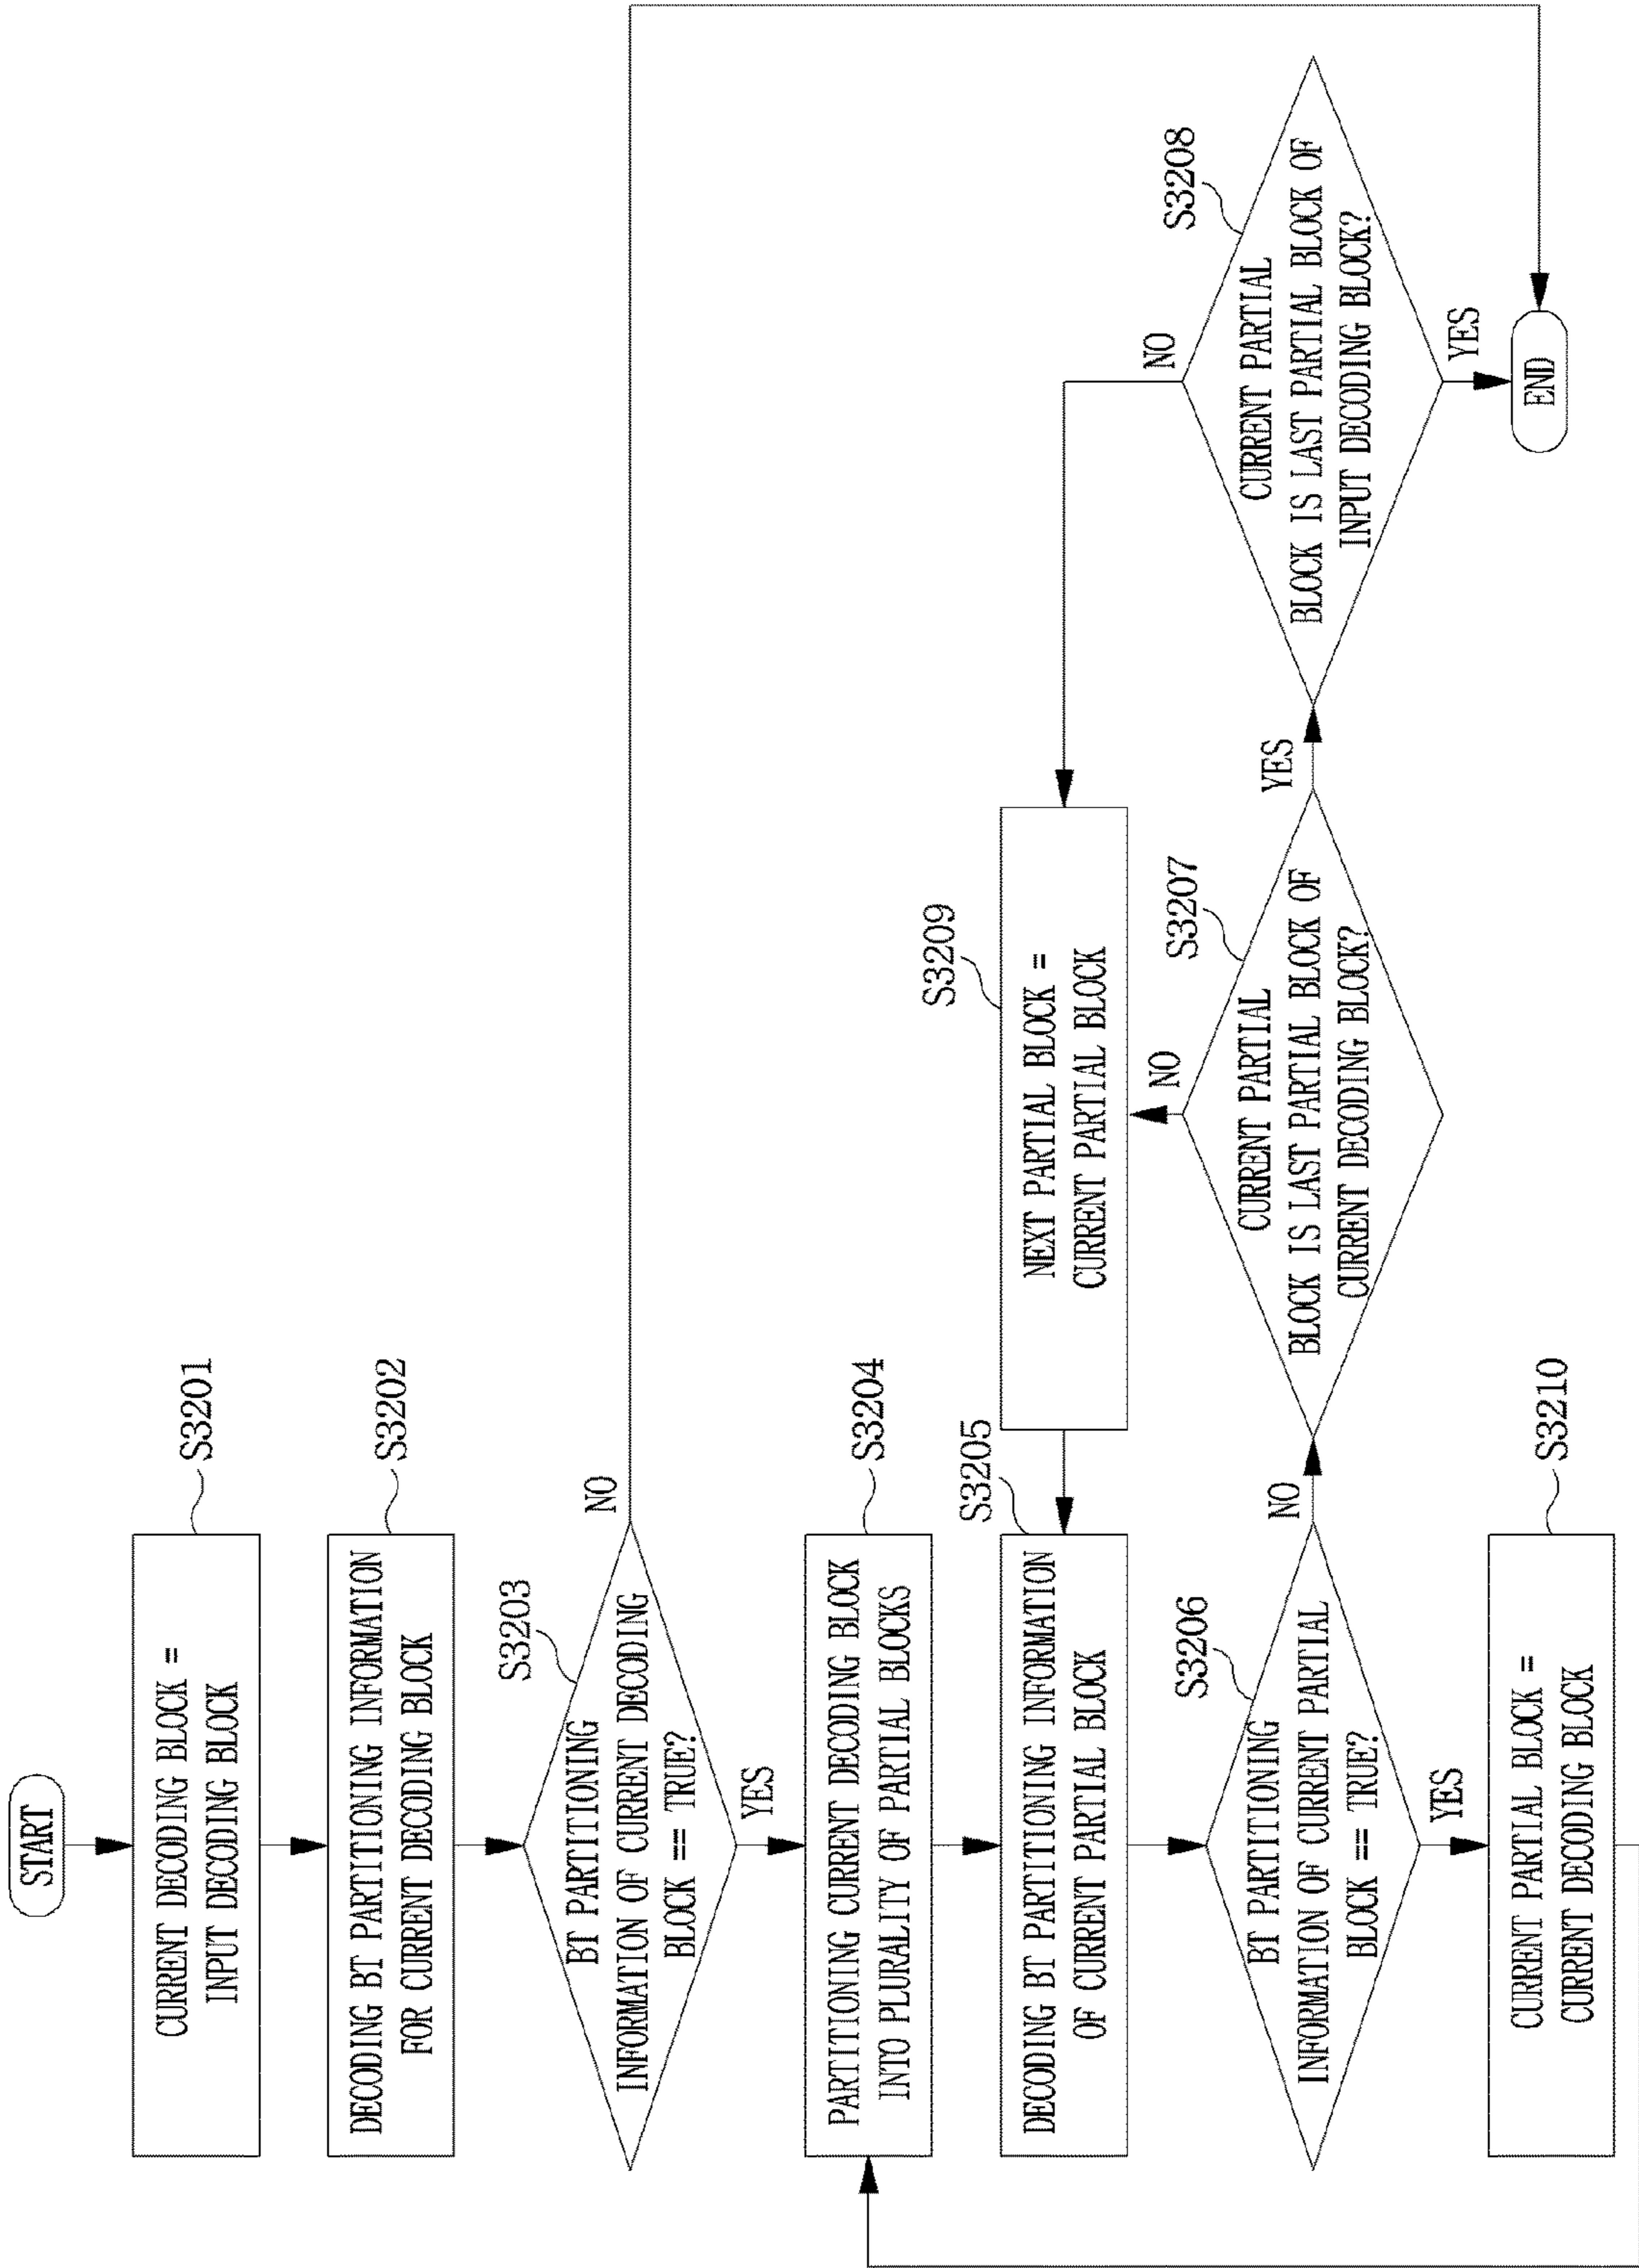 START
CURRENT DECODING BLOCK =
INPUT DECODING BLOCK
S3201
DECODING BT PARTITIONING INFORMATION
FOR CURRENT DECODING BLOCK
S3202
BT PARTITIONING
INFORMATION OF CURRENT DECODING
BLOCK == TRUE?
S3203
NO
YES
PARTITIONING CURRENT DECODING BLOCK
INTO PLURALITY OF PARTIAL BLOCKS
S3204
DECODING BT PARTITIONING INFORMATION
OF CURRENT PARTIAL BLOCK
S3205
NEXT PARTIAL BLOCK =
CURRENT PARTIAL BLOCK
S3209
BT PARTITIONING
INFORMATION OF CURRENT PARTIAL
BLOCK == TRUE?
S3206
NO
YES
CURRENT PARTIAL
BLOCK IS LAST PARTIAL BLOCK OF
CURRENT DECODING BLOCK?
S3207
NO
YES
CURRENT PARTIAL
BLOCK IS LAST PARTIAL BLOCK OF
INPUT DECODING BLOCK?
S3208
NO
YES
CURRENT PARTIAL BLOCK =
CURRENT DECODING BLOCK
S3210
END